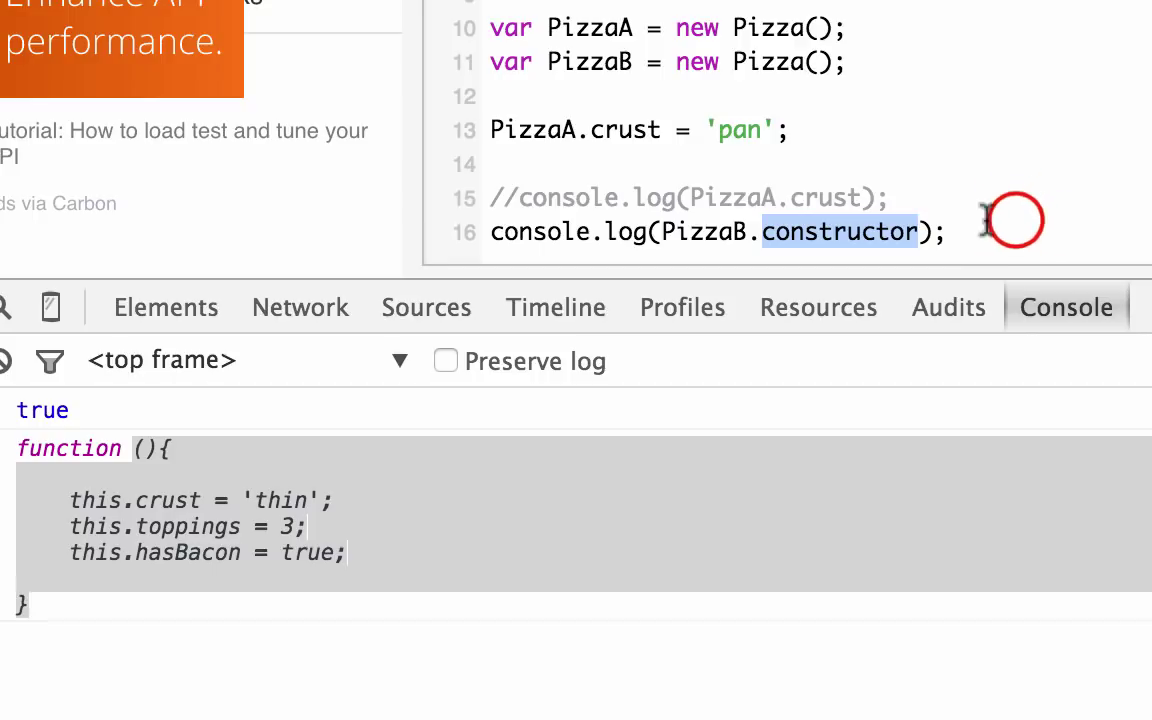 performance.
utorial: How to load test and tune your
PI
ds via Carbon
10 var PizzaA = new Pizza();
11 var PizzaB = new Pizza();
12
13 PizzaA.crust = 'pan';
14
15 //console.log(PizzaA.crust);
16 console.log(PizzaB.constructor);
Elements Network Sources Timeline Profiles Resources Audits Console
<top frame> ▼ Preserve log
true
function (){
this.crust = 'thin';
this.toppings = 3;
this.hasBacon = true;
}